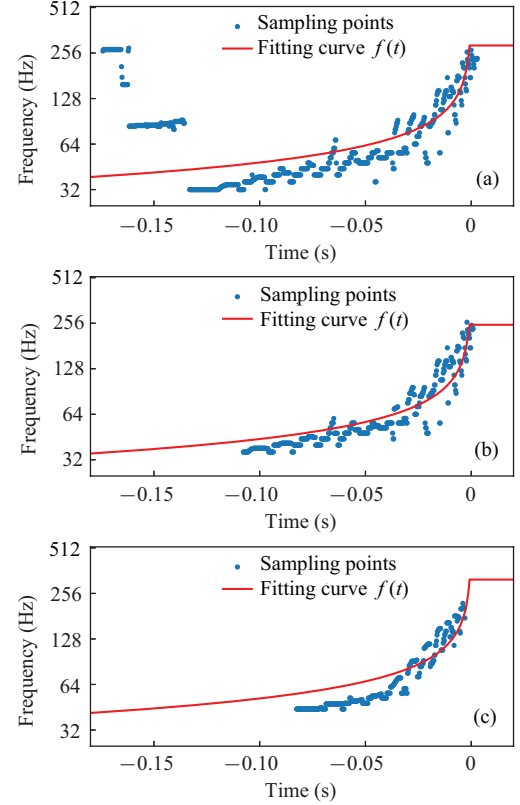 512
256
128
64
32
Frequency (Hz)
Sampling points
Fitting curve f(t)
(a)
−0.15 −0.10 −0.05 0
Time (s)
512
256
128
64
32
Frequency (Hz)
Sampling points
Fitting curve f(t)
(b)
−0.15 −0.10 −0.05 0
Time (s)
512
256
128
64
32
Frequency (Hz)
Sampling points
Fitting curve f(t)
(c)
−0.15 −0.10 −0.05 0
Time (s)